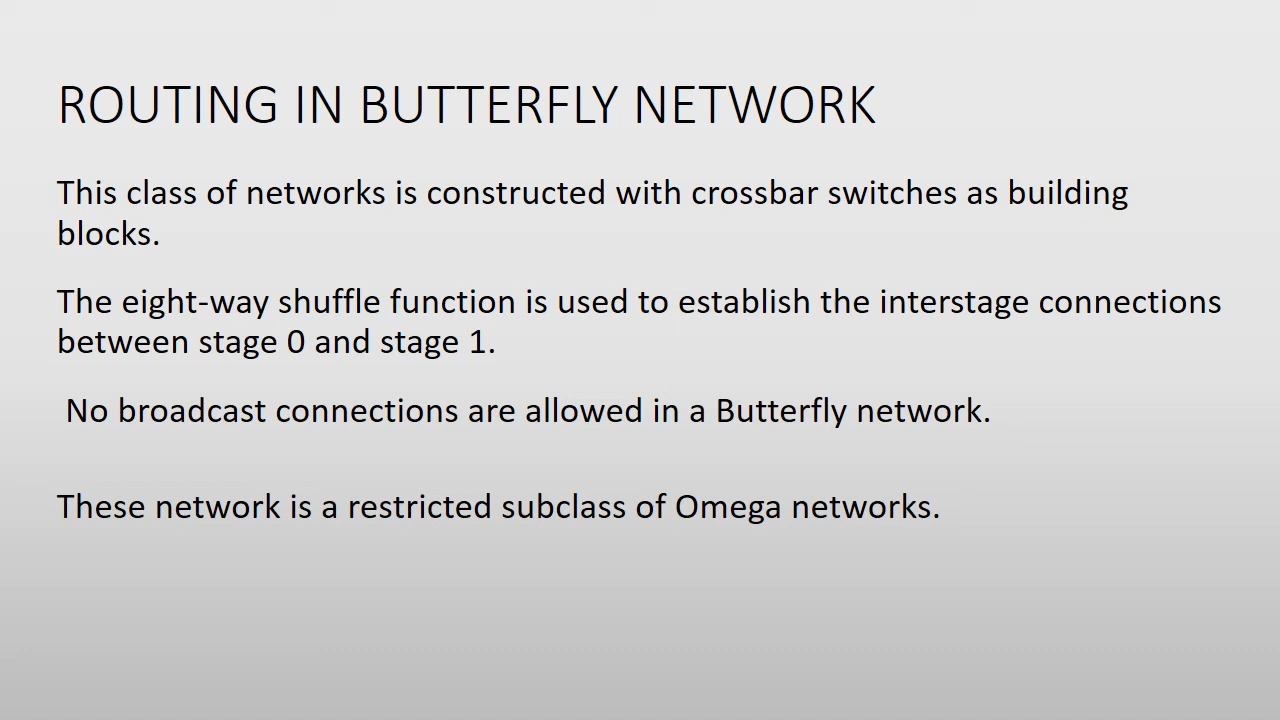 ROUTING IN BUTTERFLY NETWORK
This class of networks is constructed with crossbar switches as building
blocks.
The eight-way shuffle function is used to establish the interstage connections
between stage 0 and stage 1.
No broadcast connections are allowed in a Butterfly network.
These network is a restricted subclass of Omega networks.